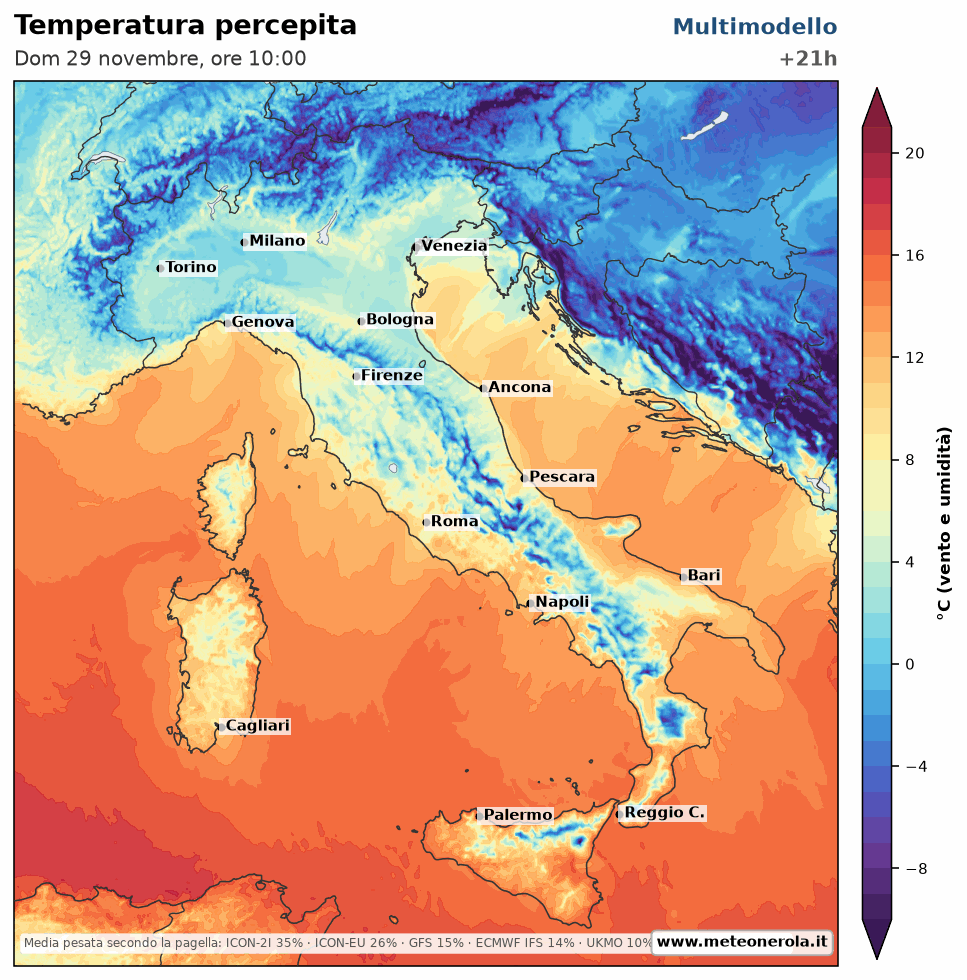 Temperatura percepita
Multimodello
Dom 29 novembre, ore 10:00
+21h
Milano
Venezia
Torino
Genova
Bologna
Firenze
Ancona
Pescara
Roma
Bari
Napoli
Cagliari
Palermo
Reggio C.
20
16
12
8
4
0
−4
−8
°C (vento e umidità)
Media pesata secondo la pagella: ICON-2I 35% · ICON-EU 26% · GFS 15% · ECMWF IFS 14% · UKMO 10%
www.meteonerola.it